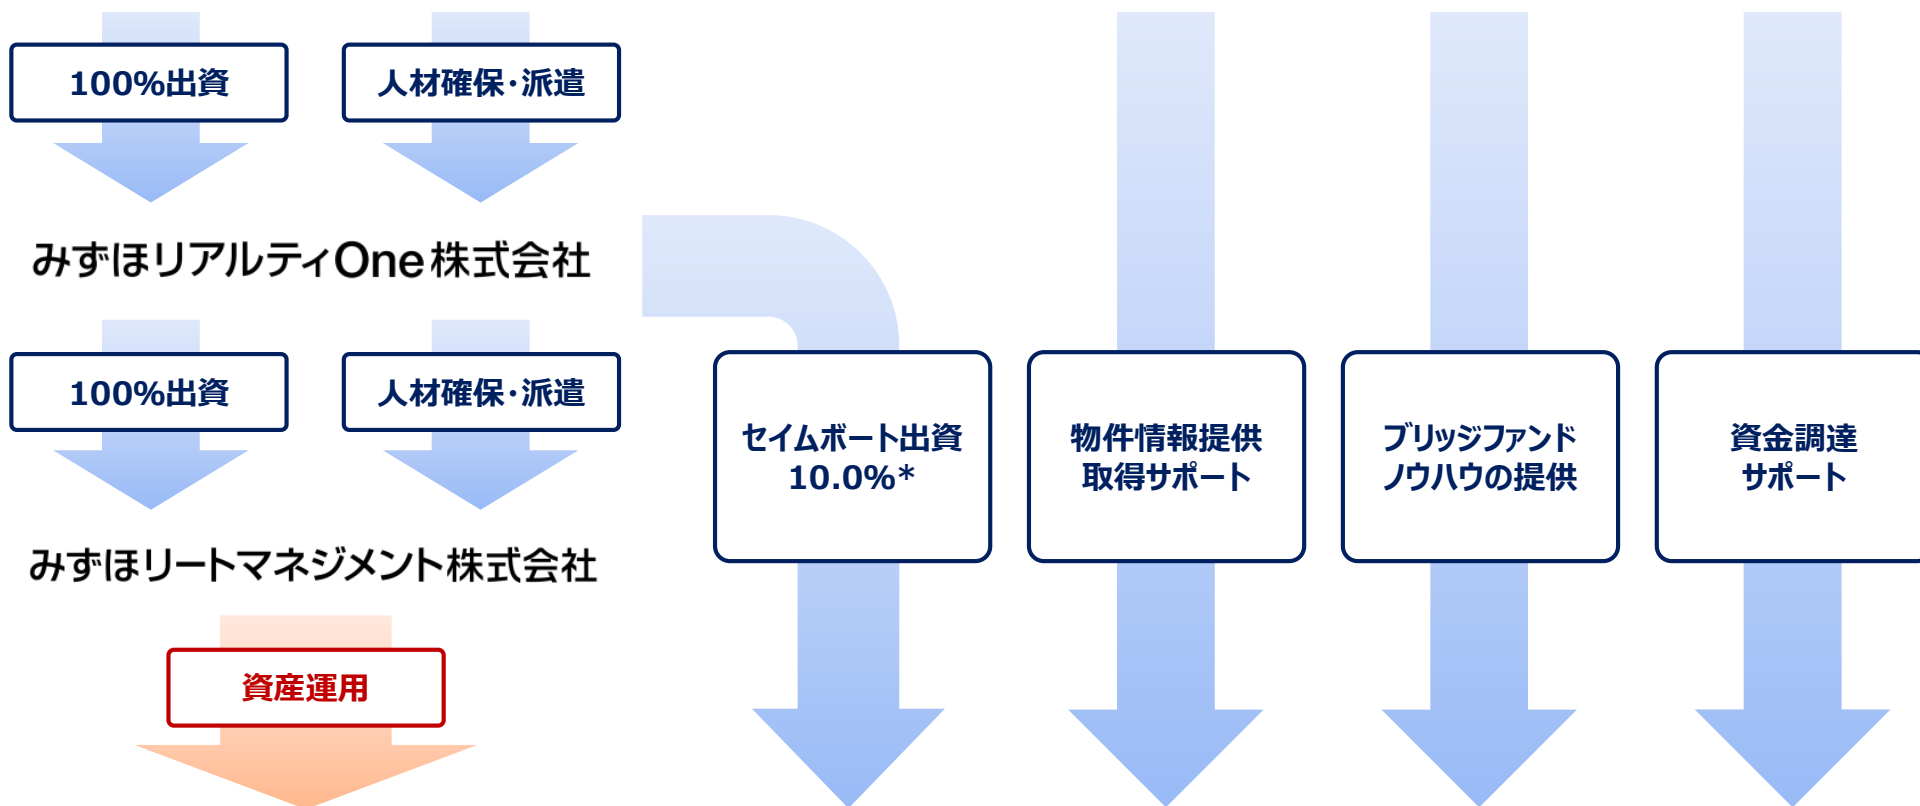 100%出資
人材確保・派遣
みずほリアルティOne株式会社
100%出資
人材確保・派遣
みずほリートマネジメント株式会社
資産運用
セイムボート出資
10.0%*
物件情報提供
取得サポート
ブリッジファンド
ノウハウの提供
資金調達
サポート